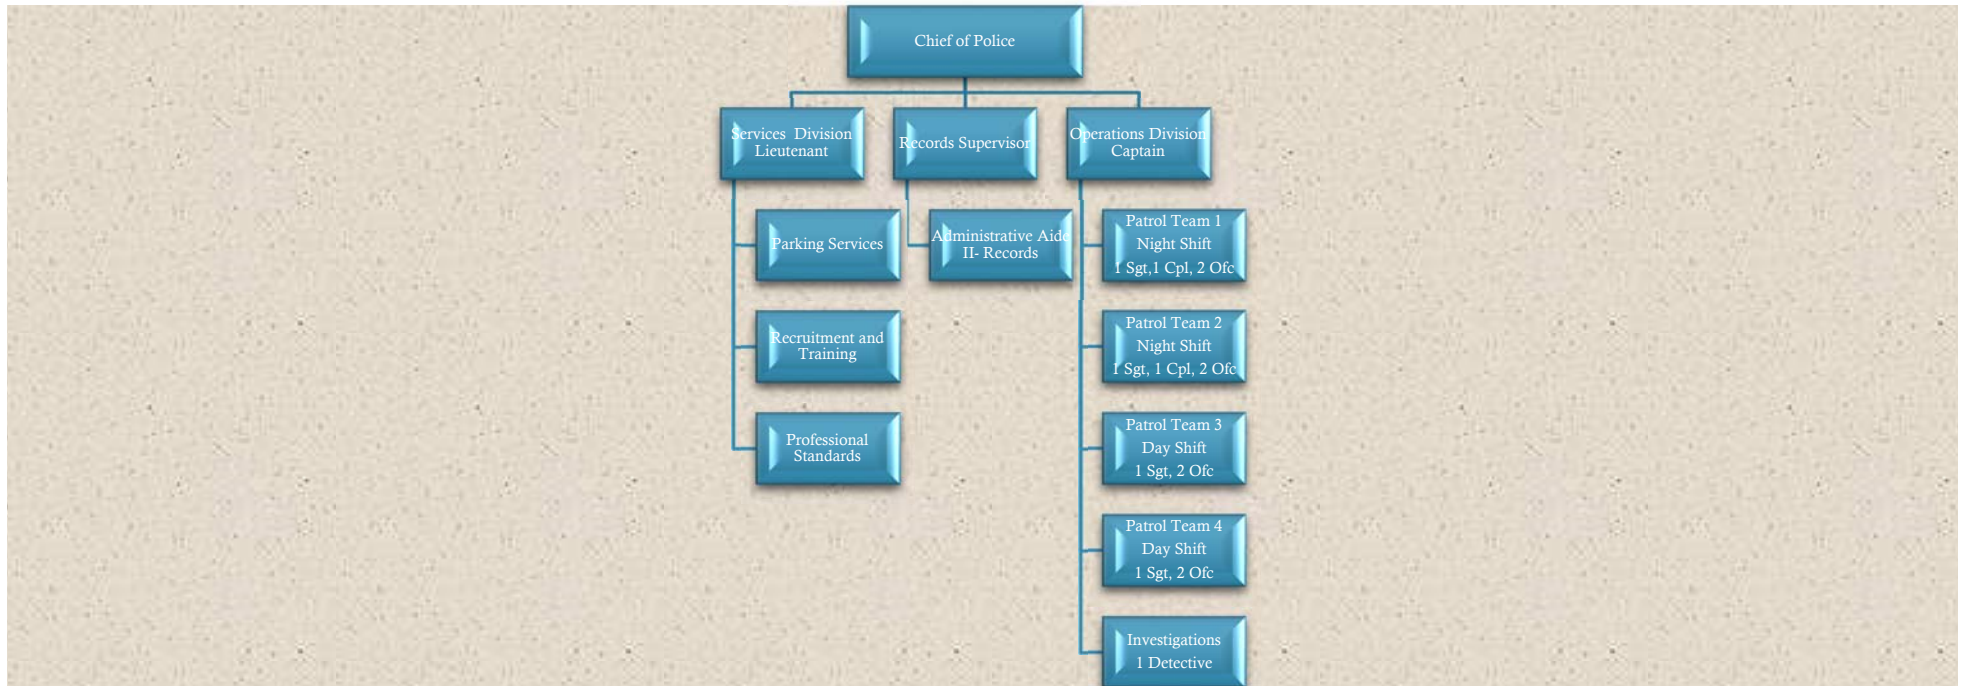 Chief of Police
Services Division
Lieutenant
Records Supervisor
Operations Division
Captain
Parking Services
Administrative Aide
II- Records
Patrol Team 1
Night Shift
1 Sgt,1 Cpl, 2 Ofc
Recruitment and
Training
Patrol Team 2
Night Shift
1 Sgt, 1 Cpl, 2 Ofc
Professional
Standards
Patrol Team 3
Day Shift
1 Sgt, 2 Ofc
Patrol Team 4
Day Shift
1 Sgt, 2 Ofc
Investigations
1 Detective